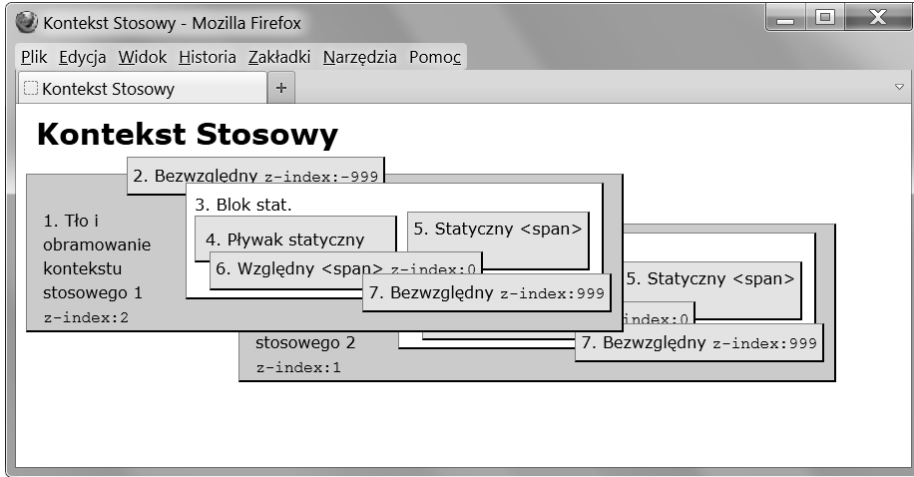 Kontekst Stosowy - Mozilla Firefox
Plik Edycja Widok Historia Zakładki Narzędzia Pomoc
Kontekst Stosowy +
Kontekst Stosowy
2. Bezwzględny z-index:-999
3. Blok stat.
1. Tło i
obramowanie
kontekstu
stosowego 1
z-index:2
4. Pływak statyczny
5. Statyczny <span>
6. Względny <span> z-index:0
7. Bezwzględny z-index:999
5. Statyczny <span>
index:0
7. Bezwzględny z-index:999
stosowego 2
z-index:1